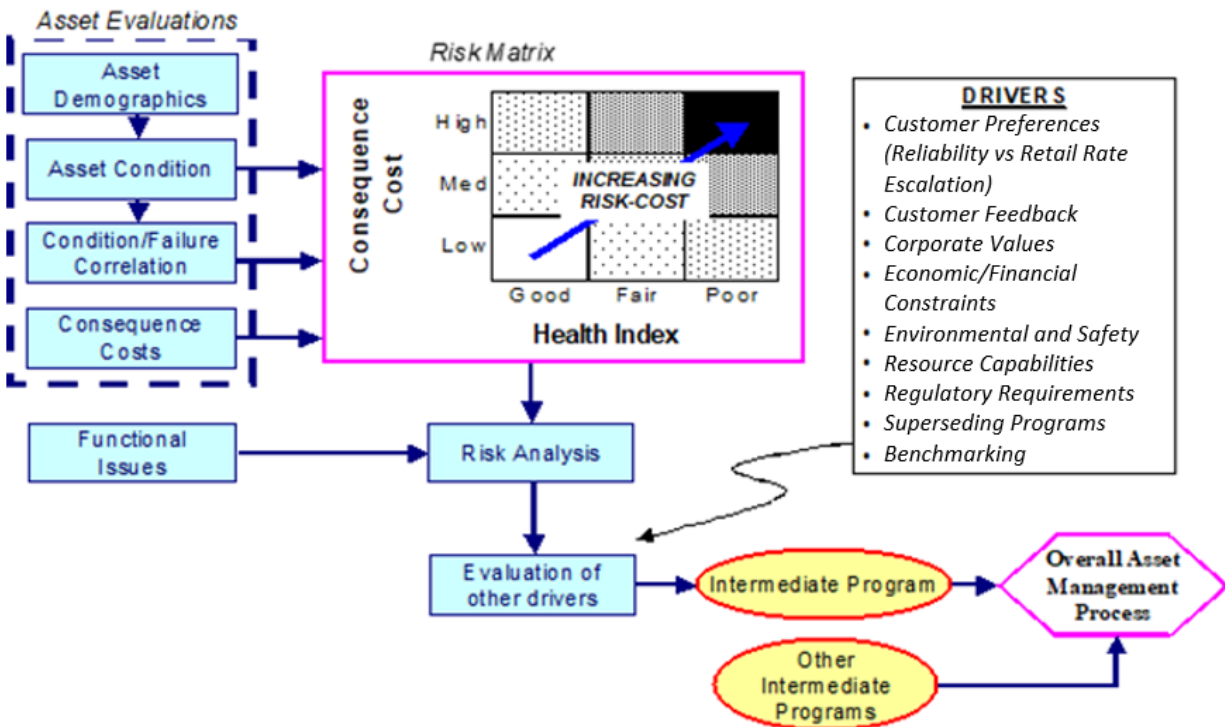 Asset Evaluations
Asset
Demographics
Asset Condition
Condition/Failure
Correlation
Consequence
Costs
Risk Matrix
Consequence
Cost
High
Med
Low
INCREASING
RISK-COST
Good
Fair
Poor
Health Index
DRIVERS
• Customer Preferences
(Reliability vs Retail Rate
Escalation)
• Customer Feedback
• Corporate Values
• Economic/Financial
Constraints
• Environmental and Safety
• Resource Capabilities
• Regulatory Requirements
• Superseding Programs
• Benchmarking
Functional
Issues
Risk Analysis
Evaluation of
other drivers
Intermediate Program
Other
Intermediate
Programs
Overall Asset
Management
Process